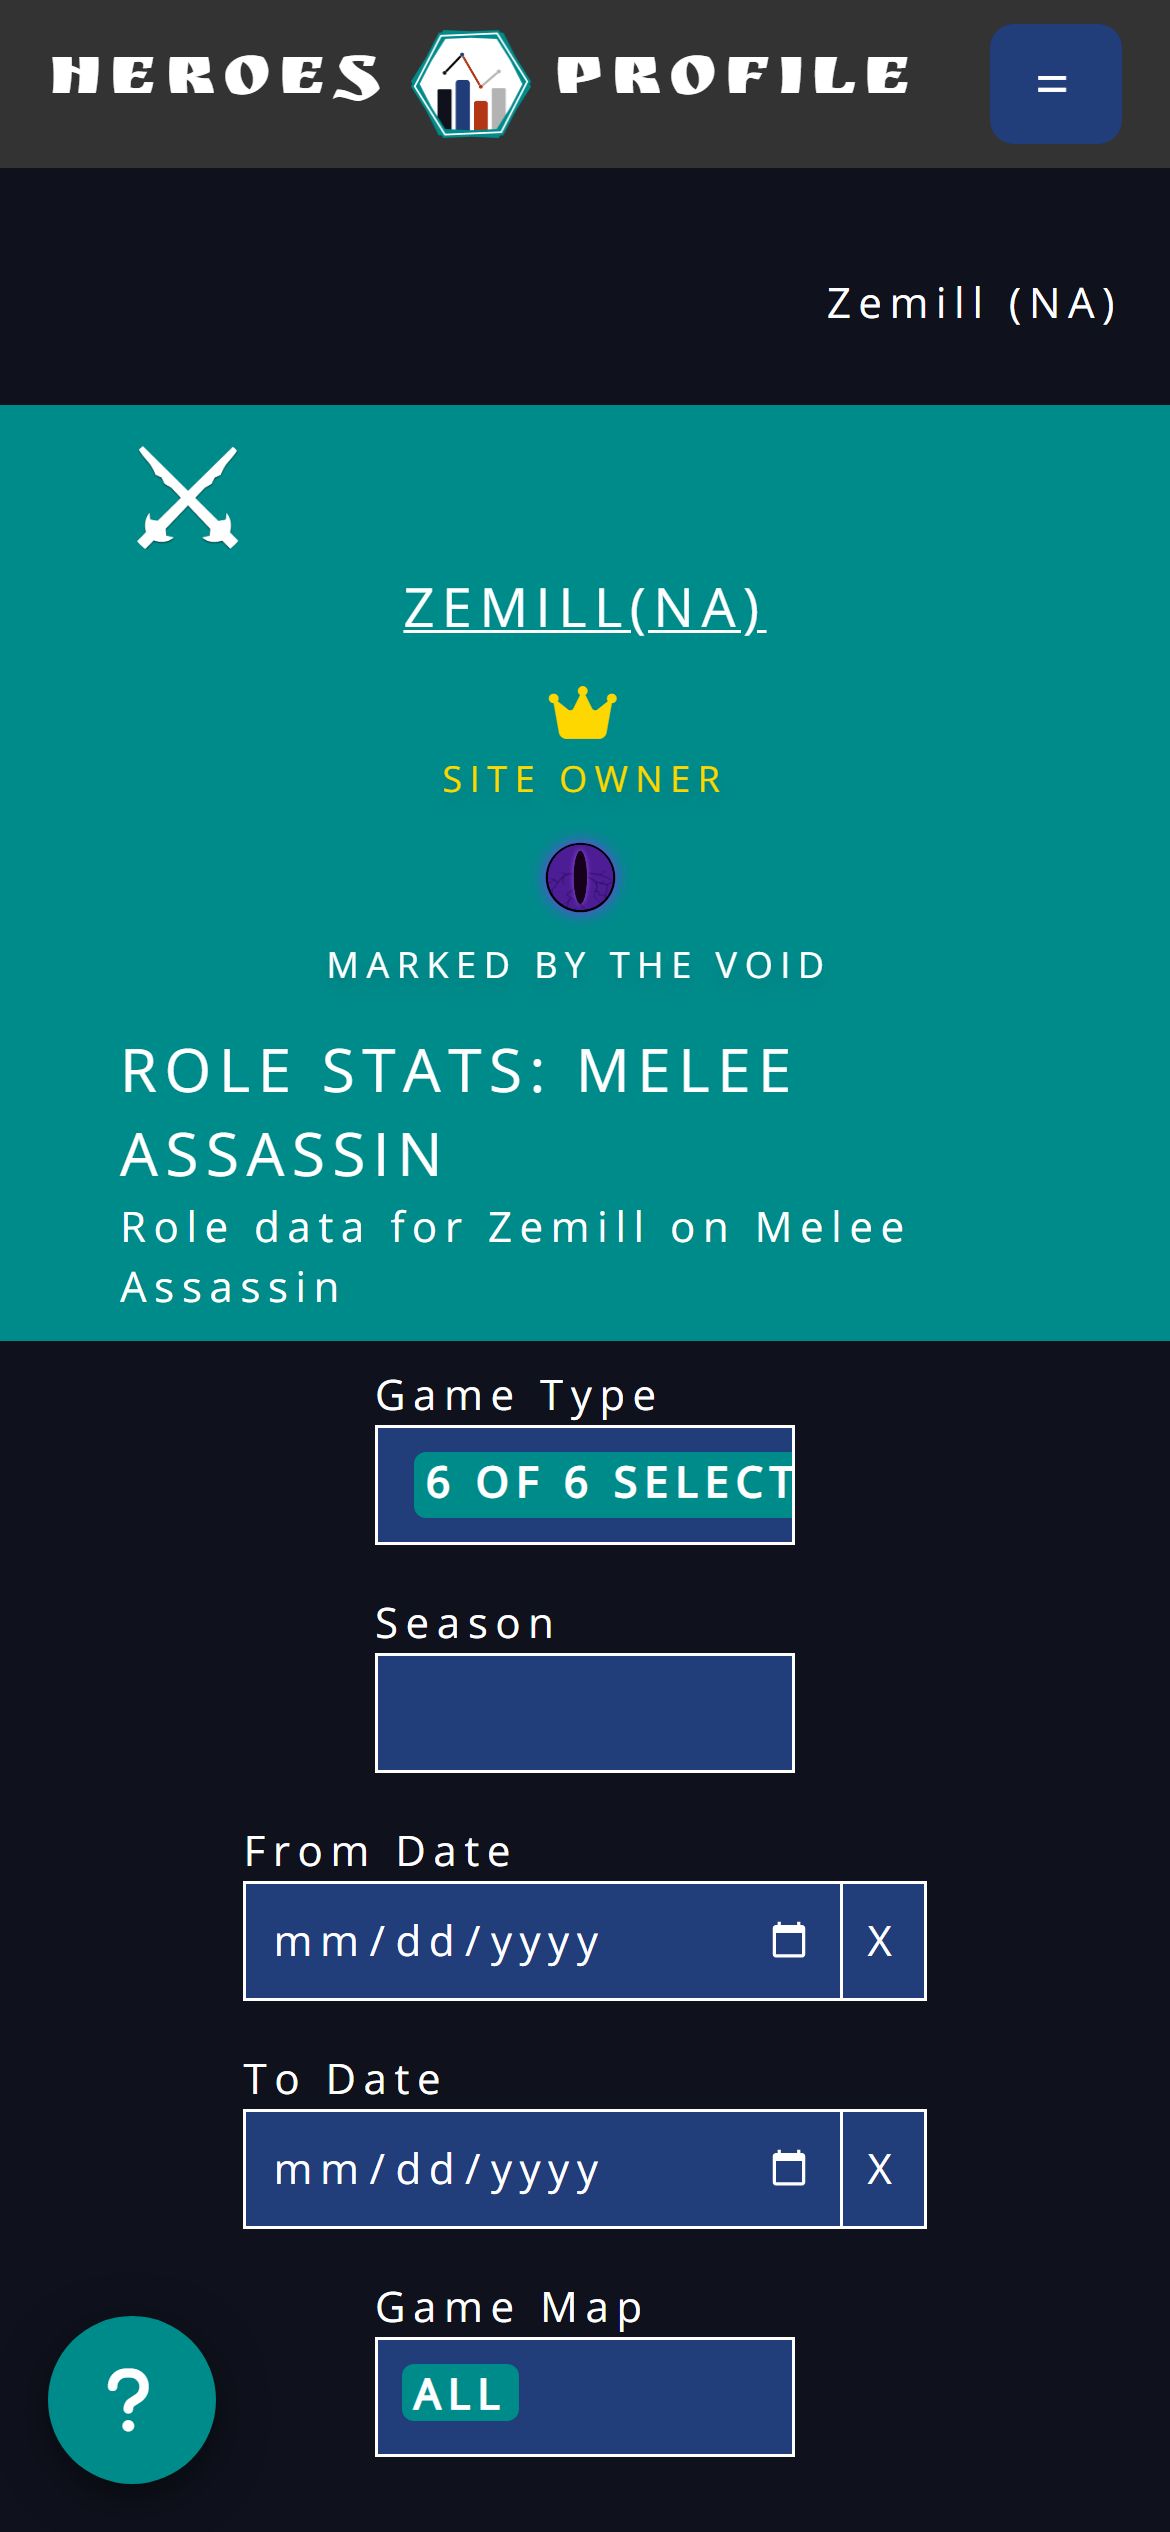 HEROES PROFILE
=
Zemill (NA)
ZEMILL(NA)
SITE OWNER
MARKED BY THE VOID
ROLE STATS: MELEE
ASSASSIN
Role data for Zemill on Melee
Assassin
Game Type
6 OF 6 SELECT
Season
From Date
mm/dd/yyyy X
To Date
mm/dd/yyyy X
Game Map
ALL
?